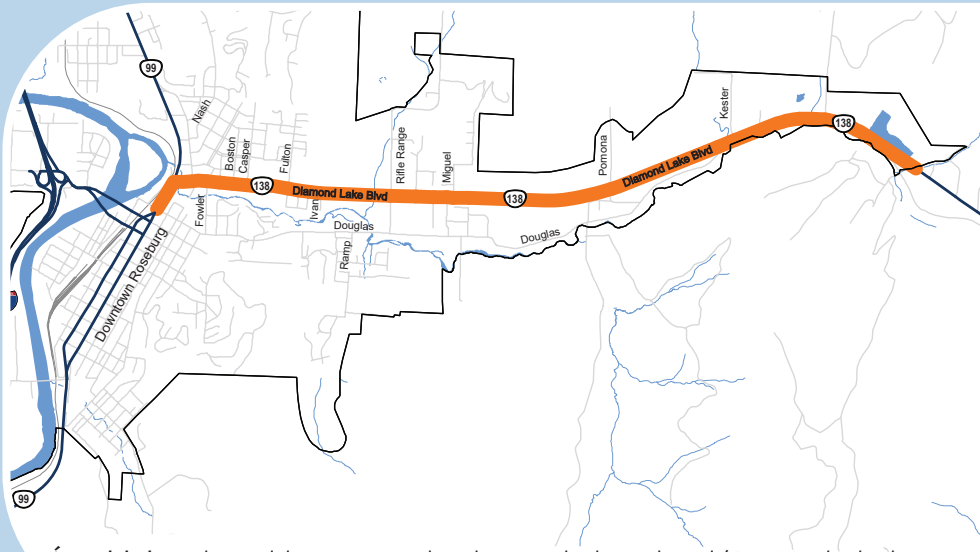 99
Nash
Boston
Casper
Fulton
Rifle Range
Miguel
Pomona
Kester
138
138
Diamond Lake Blvd
138
Diamond Lake Blvd
Fowler
Ivan
Douglas
Ramp
Douglas
Downtown Roseburg
99